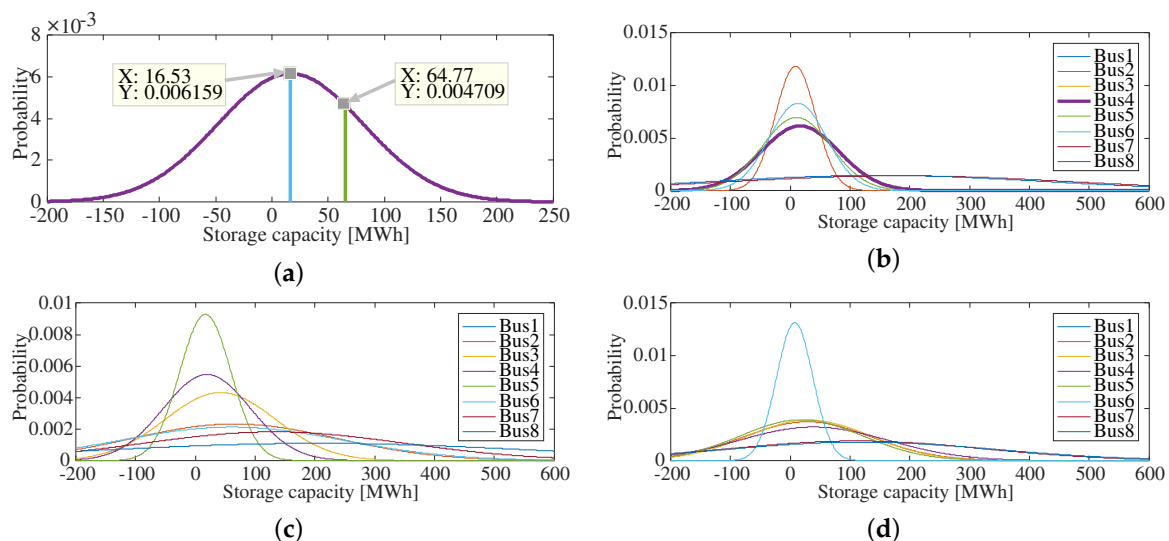 ×10⁻³
8
6
4
2
0
Probability
X: 16.53
Y: 0.006159
X: 64.77
Y: 0.004709
-200 -150 -100 -50 0 50 100 150 200 250
Storage capacity [MWh]
(a)
0.015
0.01
0.005
0
Probability
Bus1
Bus2
Bus3
Bus4
Bus5
Bus6
Bus7
Bus8
-200 -100 0 100 200 300 400 500 600
Storage capacity [MWh]
(b)
0.01
0.008
0.006
0.004
0.002
0
Probability
Bus1
Bus2
Bus3
Bus4
Bus5
Bus6
Bus7
Bus8
-200 -100 0 100 200 300 400 500 600
Storage capacity [MWh]
(c)
0.015
0.01
0.005
0
Probability
Bus1
Bus2
Bus3
Bus4
Bus5
Bus6
Bus7
Bus8
-200 -100 0 100 200 300 400 500 600
Storage capacity [MWh]
(d)